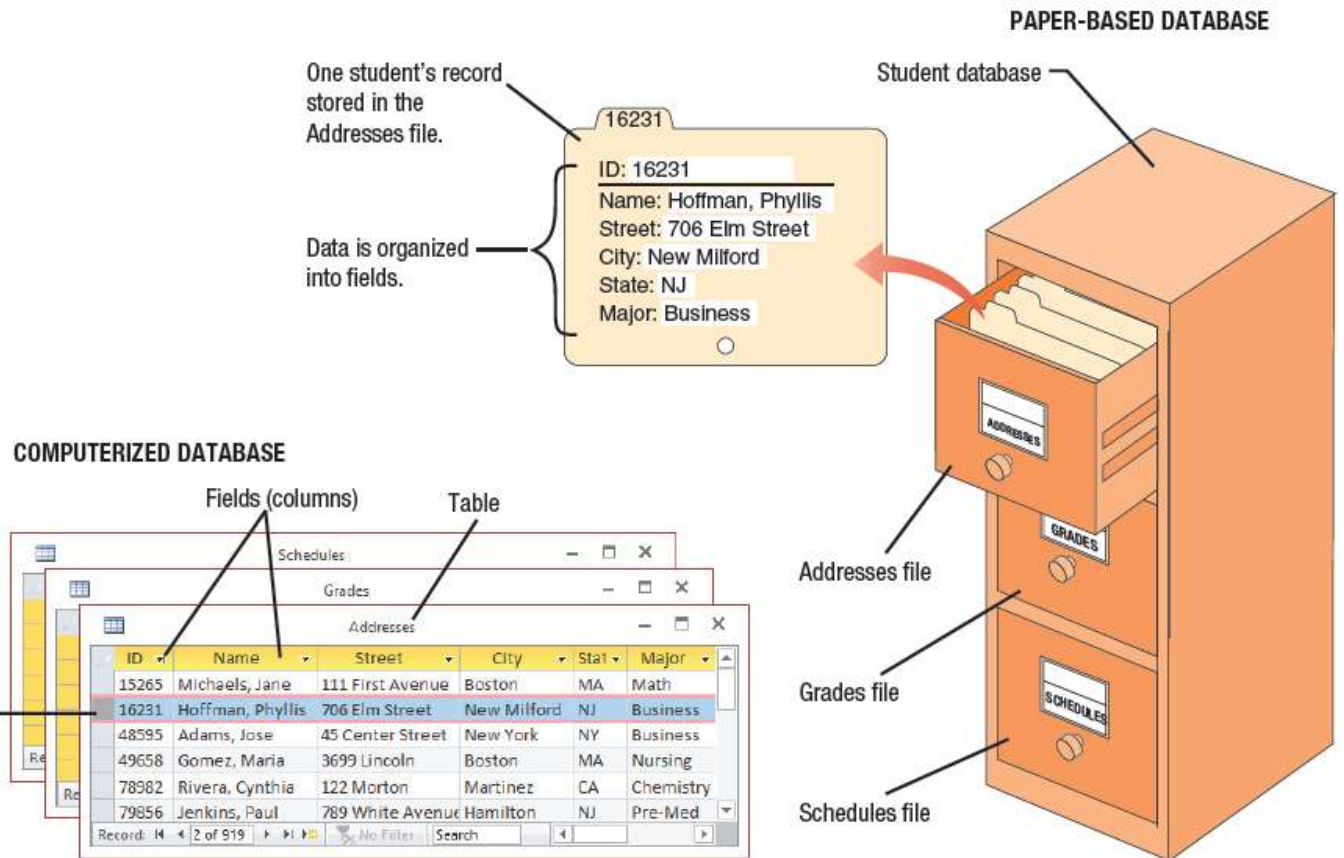 PAPER-BASED DATABASE
One student's record
stored in the
Addresses file.
Student database
16231
ID: 16231
Name: Hoffman, Phyllis
Street: 706 Elm Street
City: New Milford
State: NJ
Major: Business
Data is organized
into fields.
ADDRESSES
GRADES
SCHEDULES
Addresses file
Grades file
Schedules file
COMPUTERIZED DATABASE
Fields (columns)
Table
Schedules
Grades
Addresses
ID Name Street City Stat Major
15265 Michaels, Jane 111 First Avenue Boston MA Math
16231 Hoffman, Phyllis 706 Elm Street New Milford NJ Business
48595 Adams, Jose 45 Center Street New York NY Business
49658 Gomez, Maria 3699 Lincoln Boston MA Nursing
78982 Rivera, Cynthia 122 Morton Martinez CA Chemistry
79856 Jenkins, Paul 789 White Avenue Hamilton NJ Pre-Med
Record: 2 of 919 No Filter Search
Re
Re